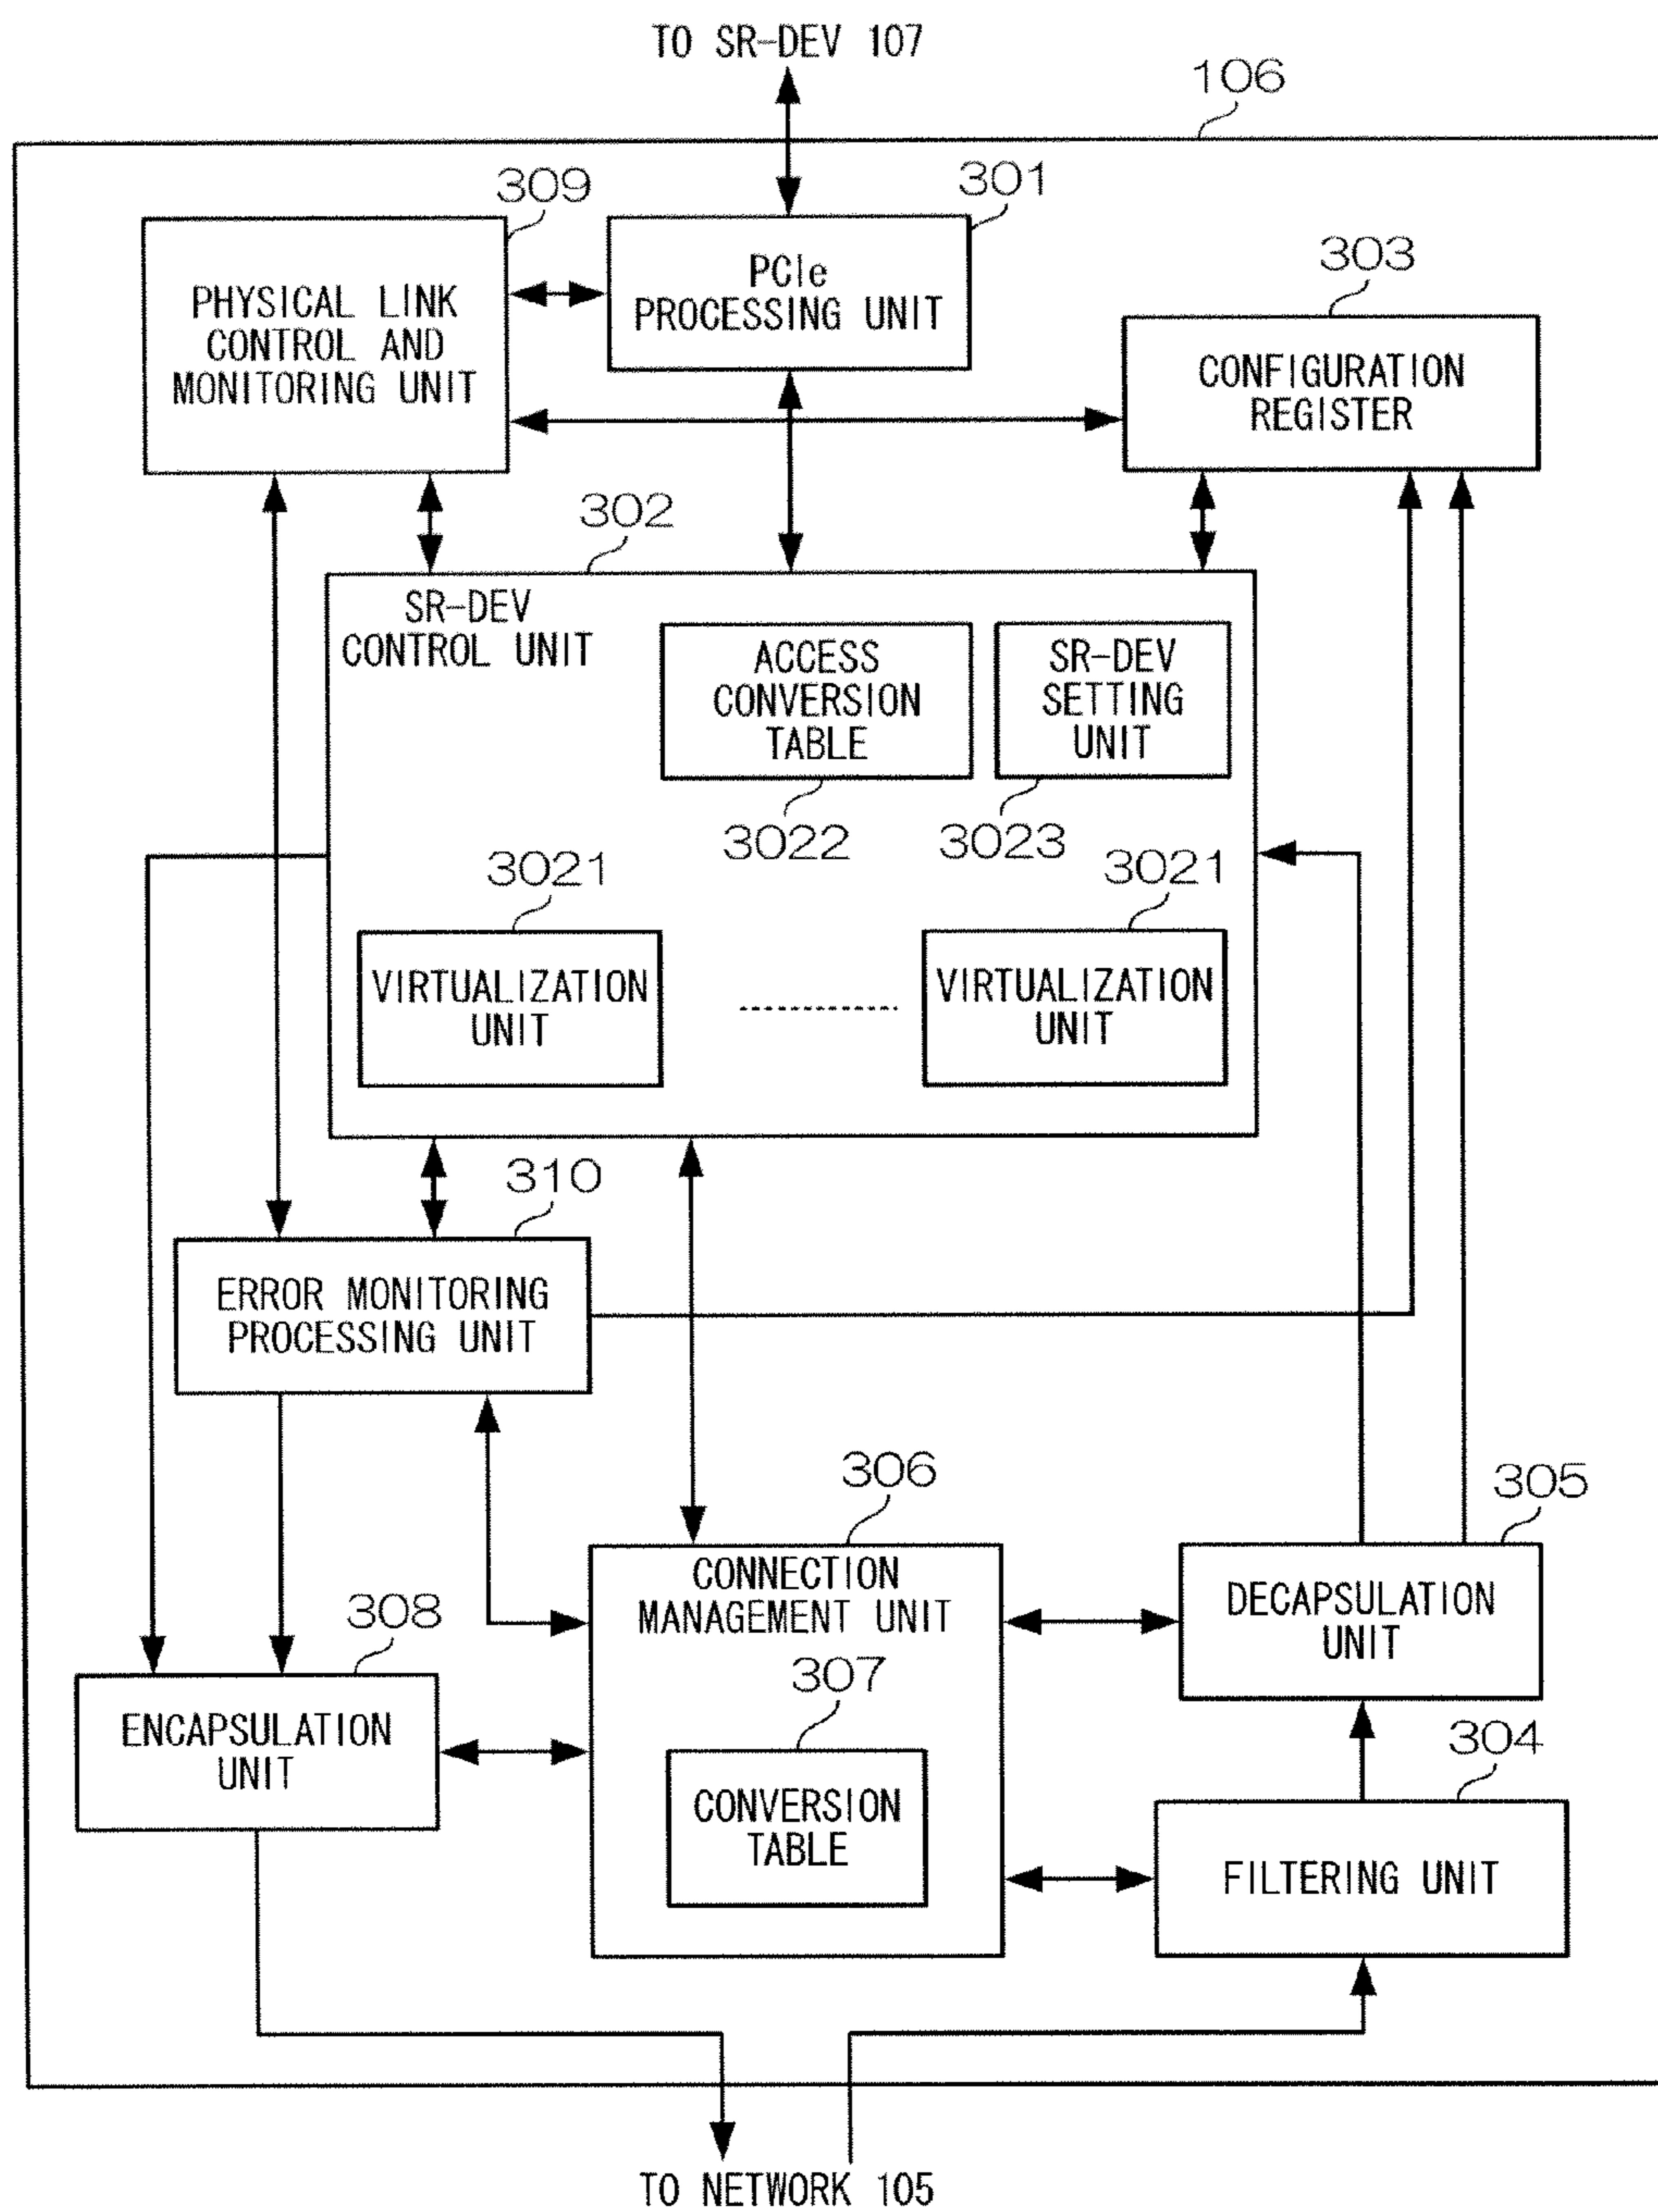 TO SR-DEV 107
106
309
301
PHYSICAL LINK
CONTROL AND
MONITORING UNIT
PCIe
PROCESSING UNIT
303
CONFIGURATION
REGISTER
302
SR-DEV
CONTROL UNIT
ACCESS
CONVERSION
TABLE
3022
SR-DEV
SETTING
UNIT
3023
3021
VIRTUALIZATION
UNIT
3021
VIRTUALIZATION
UNIT
310
ERROR MONITORING
PROCESSING UNIT
306
CONNECTION
MANAGEMENT UNIT
305
DECAPSULATION
UNIT
308
ENCAPSULATION
UNIT
307
CONVERSION
TABLE
304
FILTERING UNIT
TO NETWORK 105